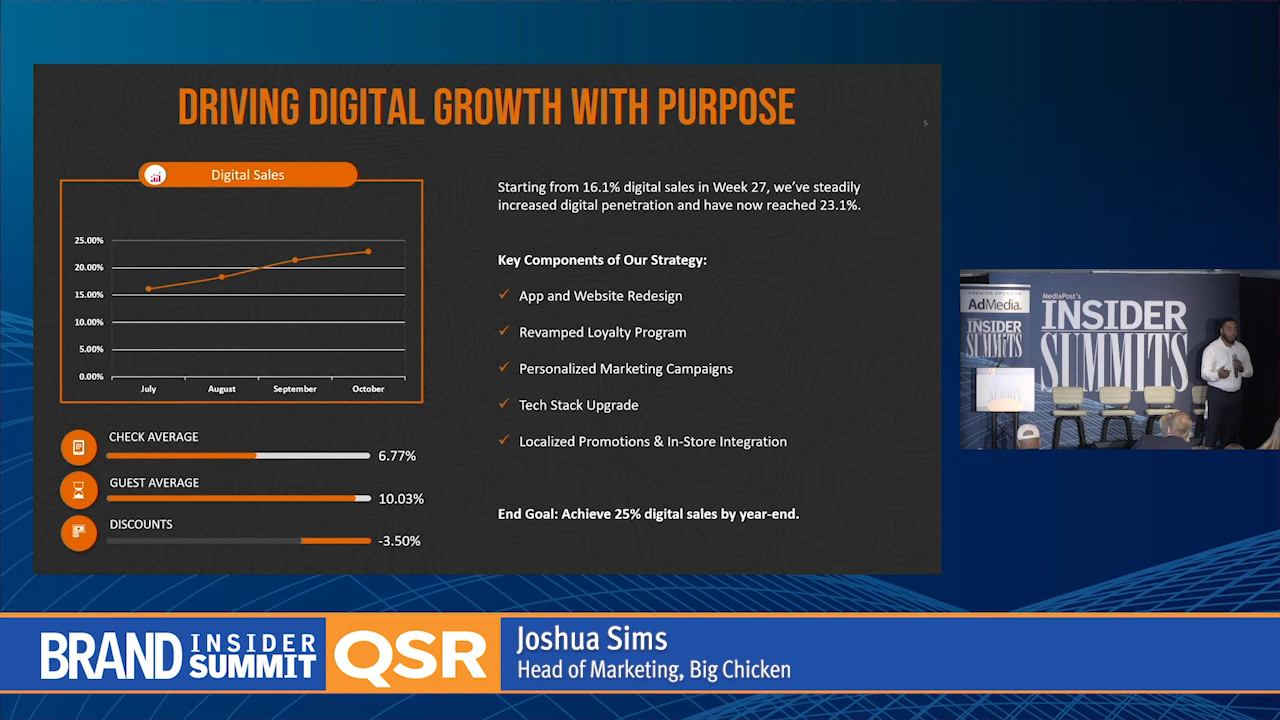 DRIVING DIGITAL GROWTH WITH PURPOSE
5
Digital Sales
25.00%
20.00%
15.00%
10.00%
5.00%
0.00%
July August September October
CHECK AVERAGE
6.77%
GUEST AVERAGE
10.03%
DISCOUNTS
-3.50%
Starting from 16.1% digital sales in Week 27, we've steadily
increased digital penetration and have now reached 23.1%.
Key Components of Our Strategy:
App and Website Redesign
Revamped Loyalty Program
Personalized Marketing Campaigns
Tech Stack Upgrade
Localized Promotions & In-Store Integration
End Goal: Achieve 25% digital sales by year-end.
PREMIER SPONSOR
AdMedia.
INSIDER
SUMMITS
MediaPost's
INSIDER
SUMMITS
BRAND INSIDER
SUMMIT
QSR
Joshua Sims
Head of Marketing, Big Chicken